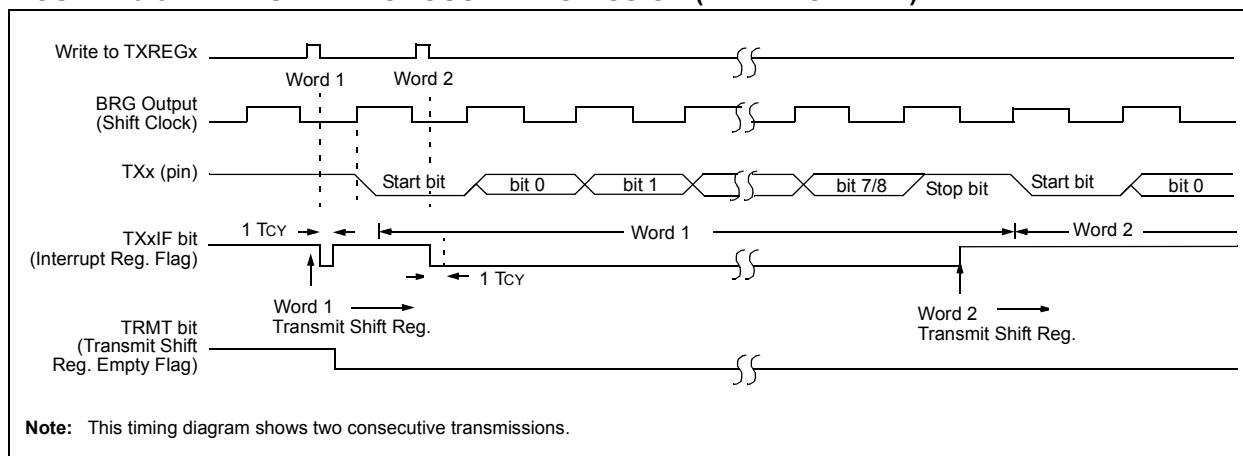 Write to TXREGx
Word 1
Word 2
BRG Output
(Shift Clock)
TXx (pin)
Start bit
bit 0
bit 1
bit 7/8
Stop bit
Start bit
bit 0
1 TCY
Word 1
Word 2
TXxIF bit
(Interrupt Reg. Flag)
1 TCY
Word 1
Transmit Shift Reg.
Word 2
Transmit Shift Reg.
TRMT bit
(Transmit Shift
Reg. Empty Flag)
Note: This timing diagram shows two consecutive transmissions.